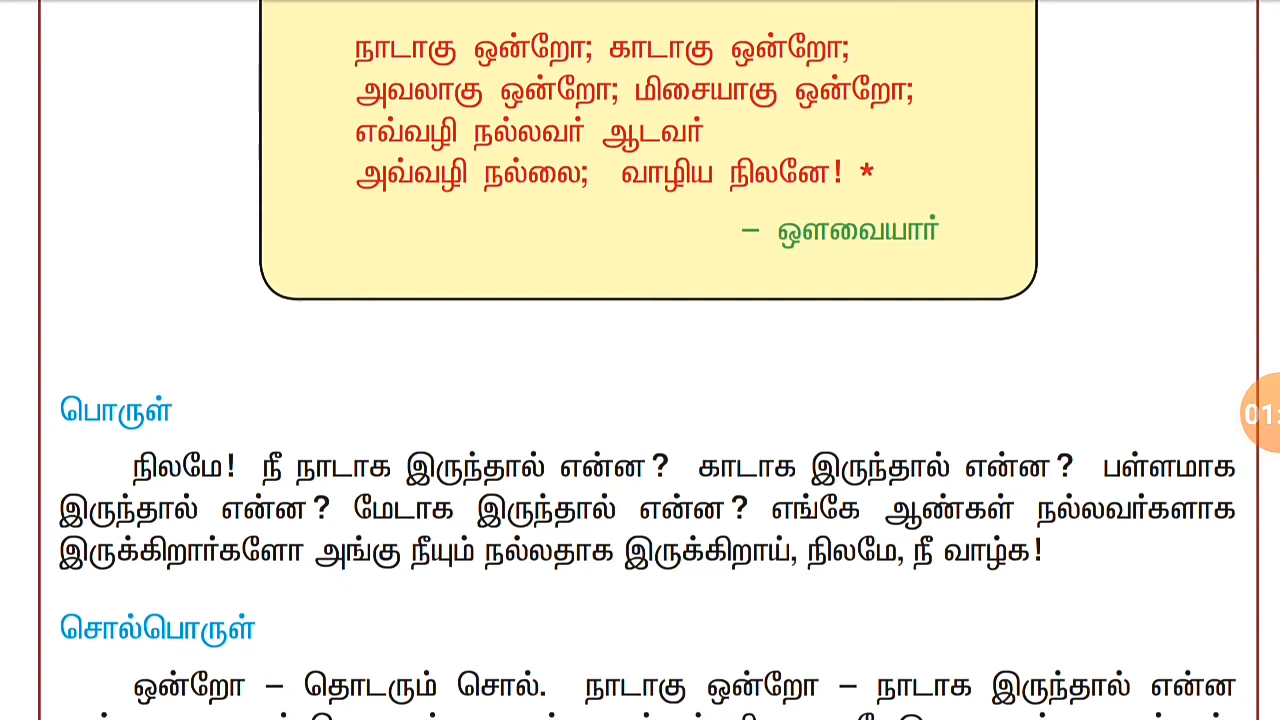 நாடாகு ஒன்றோ; காடாகு ஒன்றோ;
அவலாகு ஒன்றோ; மிசையாகு ஒன்றோ;
எவ்வழி நல்லவர் ஆடவர்
அவ்வழி நல்லை; வாழிய நிலனே! *
– ஔவையார்
பொருள்
நிலமே! நீ நாடாக இருந்தால் என்ன? காடாக இருந்தால் என்ன? பள்ளமாக
இருந்தால் என்ன? மேடாக இருந்தால் என்ன? எங்கே ஆண்கள் நல்லவர்களாக
இருக்கிறார்களோ அங்கு நீயும் நல்லதாக இருக்கிறாய், நிலமே, நீ வாழ்க!
01:
சொல்பொருள்
ஒன்றோ – தொடரும் சொல். நாடாகு ஒன்றோ – நாடாக இருந்தால் என்ன